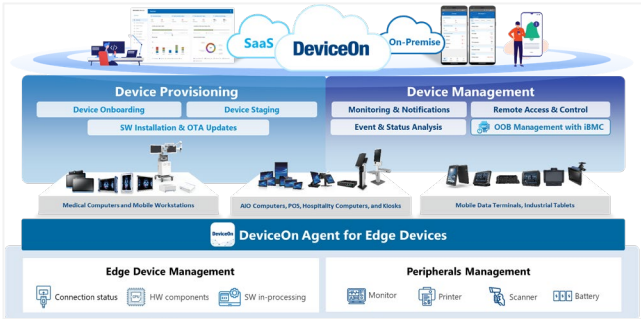 SaaS
DeviceOn
On-Premise
Device Provisioning
Device Management
Device Onboarding
Device Staging
Monitoring & Notifications
Remote Access & Control
SW Installation & OTA Updates
Event & Status Analysis
OOB Management with iBMC
Medical Computers and Mobile Workstations
AIO Computers, POS, Hospitality Computers, and Kiosks
Mobile Data Terminals, Industrial Tablets
DeviceOn
DeviceOn Agent for Edge Devices
Edge Device Management
Peripherals Management
Connection status
HW components
SW in-processing
Monitor
Printer
Scanner
Battery